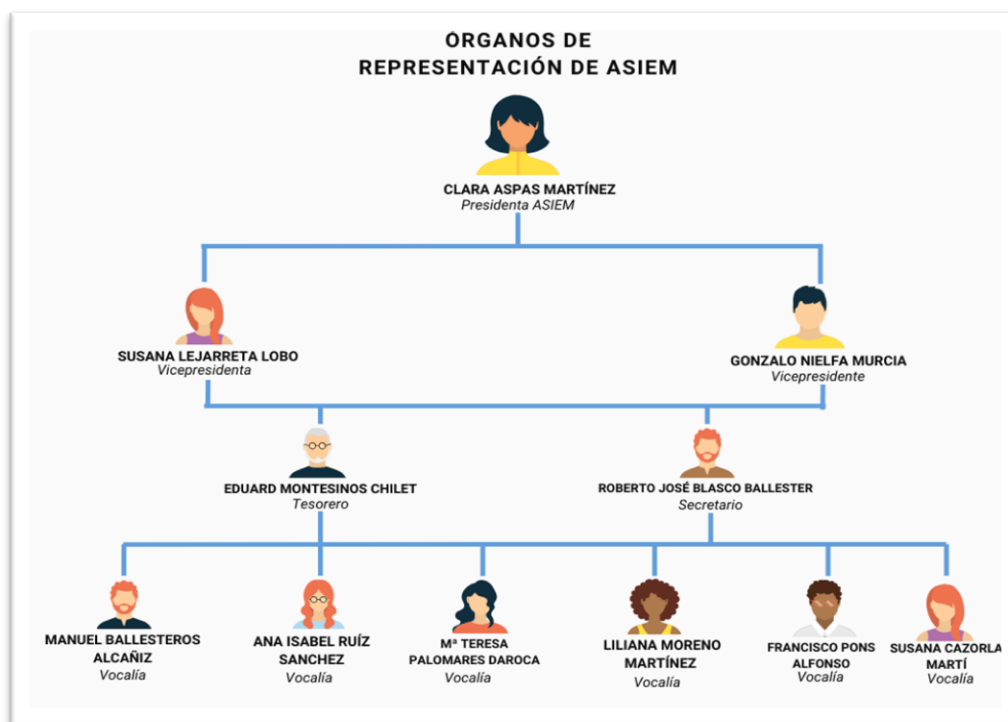 ÓRGANOS DE
REPRESENTACIÓN DE ASIEM
CLARA ASPAS MARTÍNEZ
Presidenta ASIEM
SUSANA LEJARRETA LOBO
Vicepresidenta
GONZALO NIELFA MURCIA
Vicepresidente
EDUARD MONTESINOS CHILET
Tesorero
ROBERTO JOSÉ BLASCO BALLESTER
Secretario
MANUEL BALLESTEROS
ALCAÑIZ
Vocalía
ANA ISABEL RUÍZ
SANCHEZ
Vocalía
Mª TERESA
PALOMARES DAROCA
Vocalía
LILIANA MORENO
MARTÍNEZ
Vocalía
FRANCISCO PONS
ALFONSO
Vocalía
SUSANA CAZORLA
MARTÍ
Vocalía